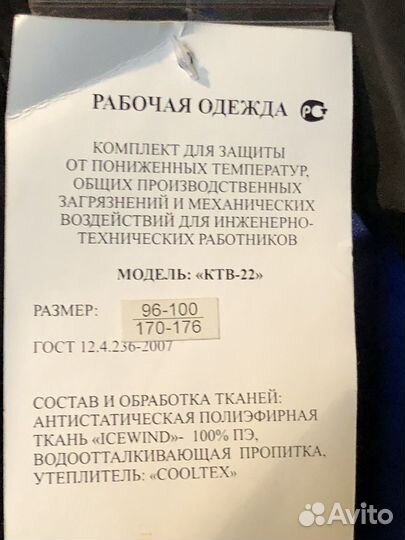 РАБОЧАЯ ОДЕЖДА РСТ
КОМПЛЕКТ ДЛЯ ЗАЩИТЫ
ОТ ПОНИЖЕННЫХ ТЕМПЕРАТУР,
ОБЩИХ ПРОИЗВОДСТВЕННЫХ
ЗАГРЯЗНЕНИЙ И МЕХАНИЧЕСКИХ
ВОЗДЕЙСТВИЙ ДЛЯ ИНЖЕНЕРНО-
ТЕХНИЧЕСКИХ РАБОТНИКОВ
МОДЕЛЬ: «КТВ-22»
РАЗМЕР: 96-100
170-176
ГОСТ 12.4.236-2007
СОСТАВ И ОБРАБОТКА ТКАНЕЙ:
АНТИСТАТИЧЕСКАЯ ПОЛИЭФИРНАЯ
ТКАНЬ «ICEWIND»- 100% ПЭ,
ВОДООТТАЛКИВАЮЩАЯ ПРОПИТКА,
УТЕПЛИТЕЛЬ: «COOLTEX»
Avito